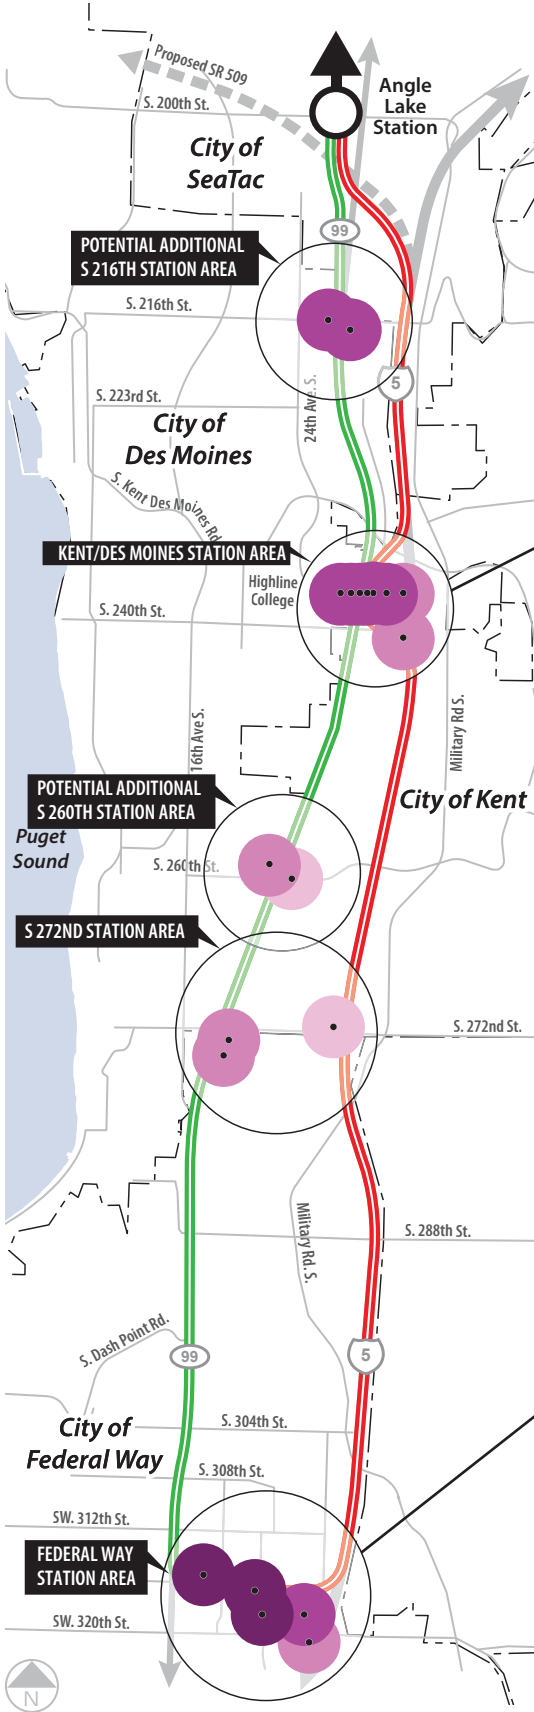 Proposed SR 509
S. 200th St.
Angle
Lake
Station
City of
SeaTac
99
POTENTIAL ADDITIONAL
S 216TH STATION AREA
S. 216th St.
5
24th Ave. S.
S. 223rd St.
City of
Des Moines
S. Kent Des Moines Rd.
KENT/DES MOINES STATION AREA
Highline
College
S. 240th St.
16th Ave S.
Military Rd S.
POTENTIAL ADDITIONAL
S 260TH STATION AREA
City of Kent
Puget
Sound
S. 260th St.
S 272ND STATION AREA
S. 272nd St.
Military Rd. S.
S. 288th St.
S. Dash Point Rd.
99
5
City of
Federal Way
S. 304th St.
S. 308th St.
SW. 312th St.
FEDERAL WAY
STATION AREA
SW. 320th St.
N